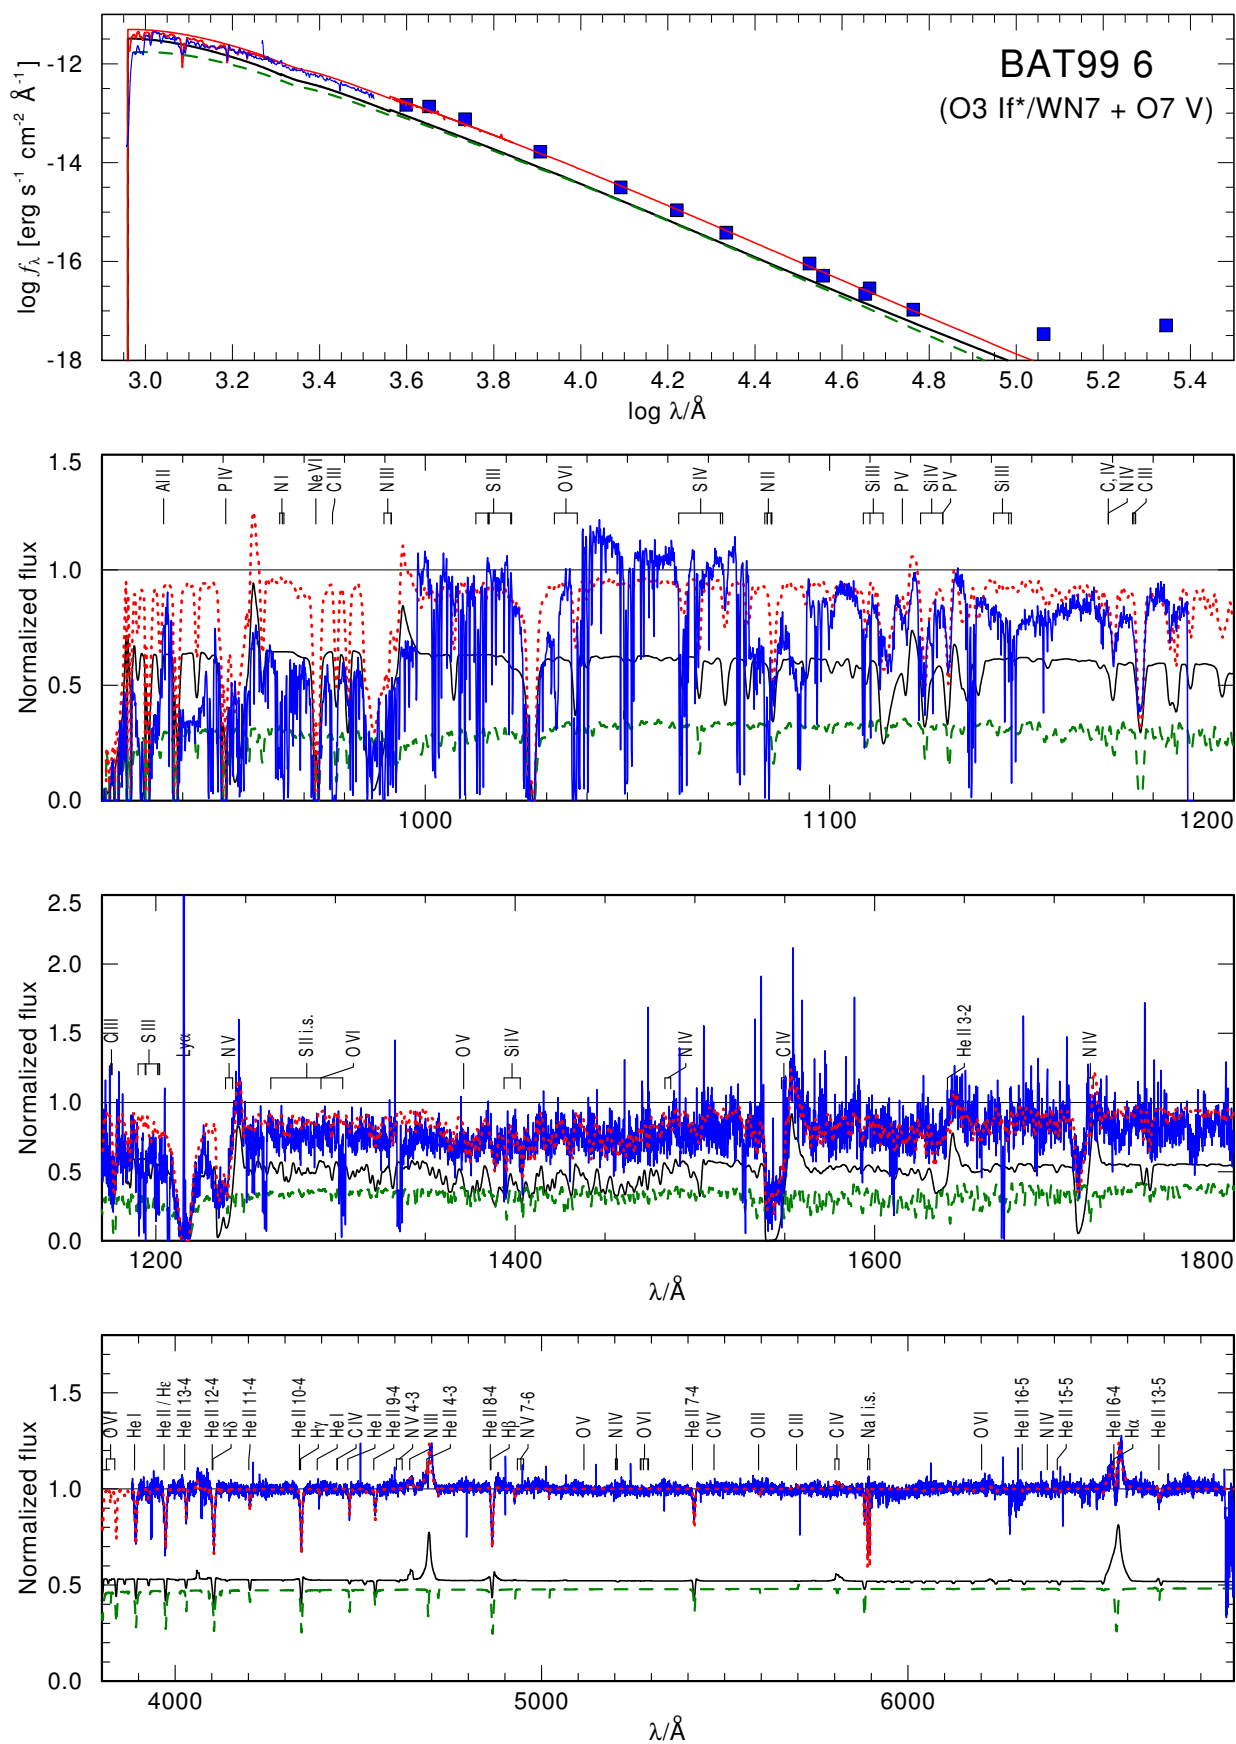 BAT99 6
(O3 If*/WN7 + O7 V)
log fλ [erg s⁻¹ cm⁻² Å⁻¹]
-12
-14
-16
-18
3.0 3.2 3.4 3.6 3.8 4.0 4.2 4.4 4.6 4.8 5.0 5.2 5.4
log λ/Å
Normalized flux
1.5
1.0
0.5
0.0
Al II P IV N I Ne VI C III N III S III O VI S IV N II Si III P V Si IV P V Si III C, IV N IV C III
1000 1100 1200
Normalized flux
2.5
2.0
1.5
1.0
0.5
0.0
C III S III Lyα N V S II i.s. O VI O V Si IV N IV C IV He II 3-2 N IV
1200 1400 1600 1800
λ/Å
Normalized flux
1.5
1.0
0.5
0.0
O VI He I He II / Hε He II 13-4 He II 12-4 Hδ He II 11-4 He II 10-4 Hγ He I C IV He I He II 9-4 N V 4-3 N III He II 4-3 He II 8-4 Hβ N V 7-6 O V N IV O VI He II 7-4 C IV O III C III C IV Na I i.s. O VI He II 16-5 N IV He II 15-5 He II 6-4 Hα He II 13-5
4000 5000 6000
λ/Å